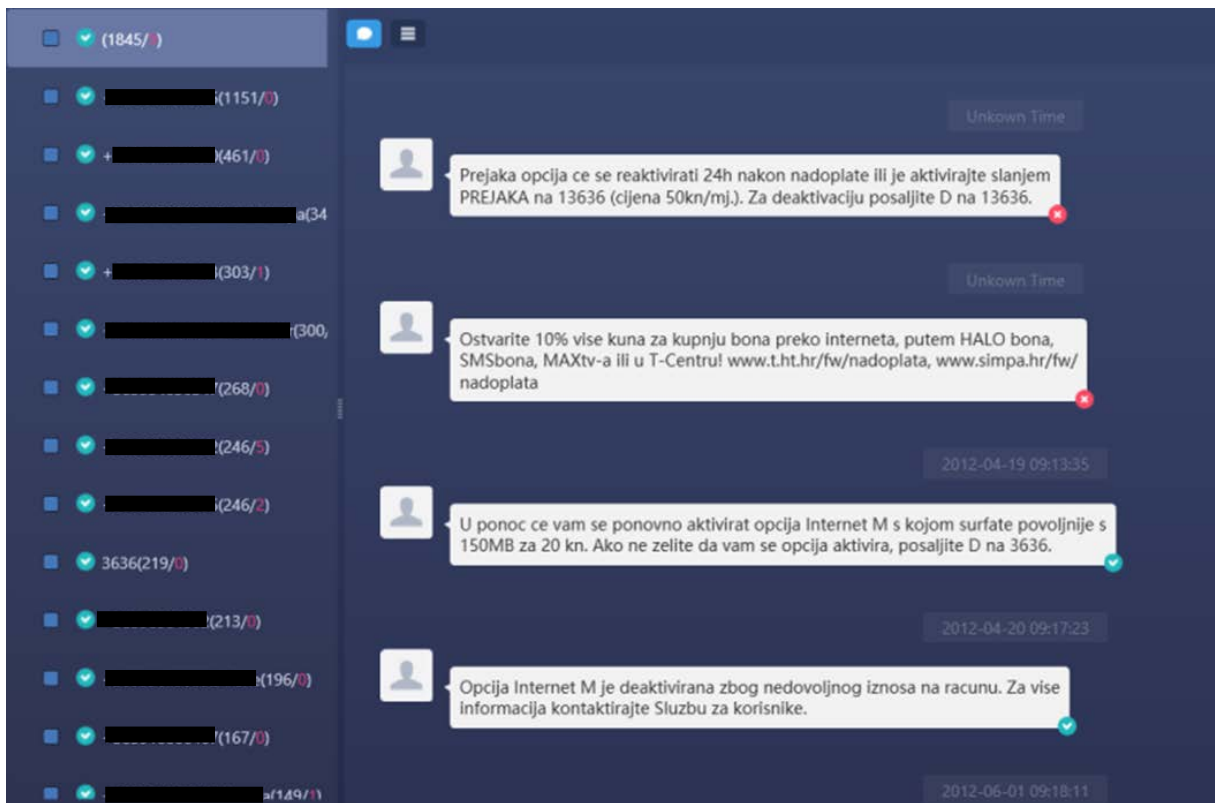 (1845/0)
(1151/0)
+ (461/0)
a(34
+ (303/1)
r(300,
(268/0)
(246/5)
(246/2)
3636(219/0)
(213/0)
(196/0)
(167/0)
a(149/1)
Unkown Time
Prejaka opcija ce se reaktivirati 24h nakon nadoplate ili je aktivirajte slanjem
PREJAKA na 13636 (cijena 50kn/mj.). Za deaktivaciju posaljite D na 13636.
Unkown Time
Ostvarite 10% vise kuna za kupnju bona preko interneta, putem HALO bona,
SMSbona, MAXtv-a ili u T-Centru! www.t.ht.hr/fw/nadoplata, www.simpa.hr/fw/
nadoplata
2012-04-19 09:13:35
U ponoc ce vam se ponovno aktivirat opcija Internet M s kojom surfate povoljnije s
150MB za 20 kn. Ako ne zelite da vam se opcija aktivira, posaljite D na 3636.
2012-04-20 09:17:23
Opcija Internet M je deaktivirana zbog nedovoljnog iznosa na racunu. Za vise
informacija kontaktirajte Sluzbu za korisnike.
2012-06-01 09:18:11